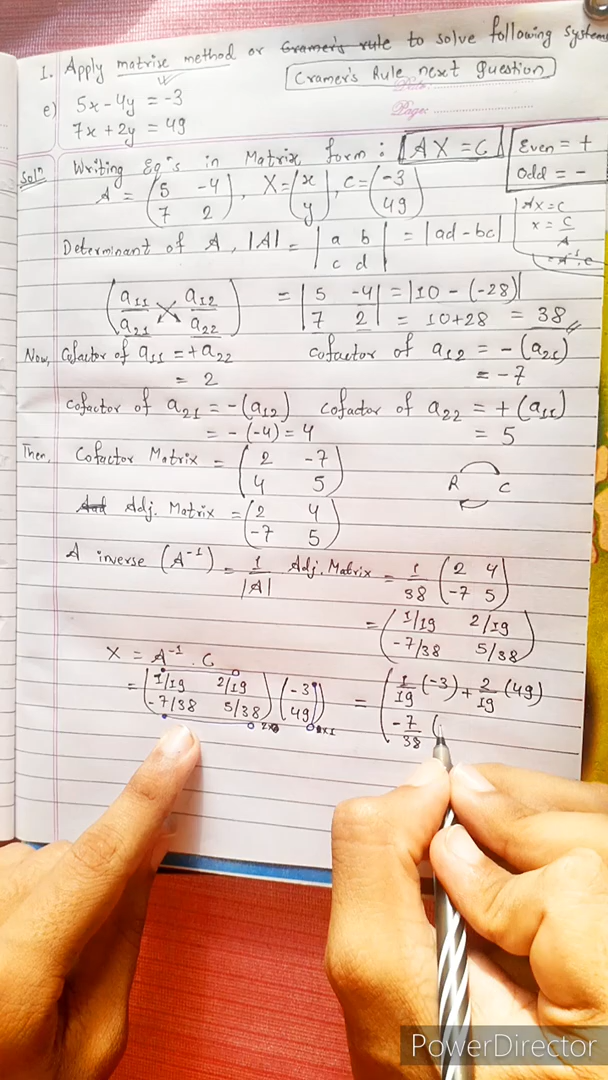 1. Apply matrix method or Cramer's rule to solve following systems
Cramer's Rule next question
e) 5x - 4y = -3
7x + 2y = 49
Page:
Solⁿ Writing Eqⁿs in Matrix form: AX = C
Even = +
Odd = -
A = (5 -4 7 2), X = (x y), C = (-3 49)
AX = C
x = C/A
= A⁻¹.C
Determinant of A, |A| = |a b c d| = |ad - bc|
(a11 a12 a21 a22) = |5 -4 7 2| = |10 - (-28)|
= 10 + 28 = 38
Now, Cofactor of a11 = +a22 cofactor of a12 = -(a21)
= 2 = -7
cofactor of a21 = -(a12) cofactor of a22 = +(a11)
= -(-4) = 4 = 5
Then, Cofactor Matrix = (2 -7 4 5)
R C
Adj. Matrix = (2 4 -7 5)
A inverse (A⁻¹) = 1/|A| Adj. Matrix = 1/38 (2 4 -7 5)
= (1/19 2/19 -7/38 5/38)
X = A⁻¹ . C
= (1/19 2/19 -7/38 5/38) (-3 49) = (1/19 (-3) + 2/19 (49)
-7/38 (
PowerDirector